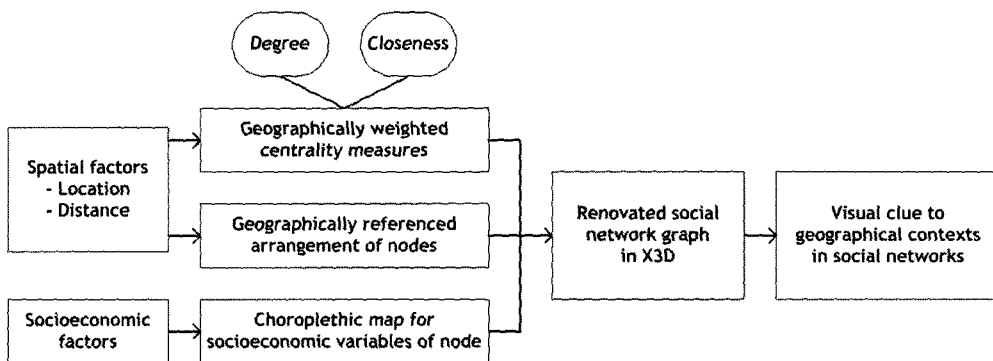 Degree
Closeness
Spatial factors
- Location
- Distance
Geographically weighted
centrality measures
Geographically referenced
arrangement of nodes
Socioeconomic
factors
Choroplethic map for
socioeconomic variables of node
Renovated social
network graph
in X3D
Visual clue to
geographical contexts
in social networks